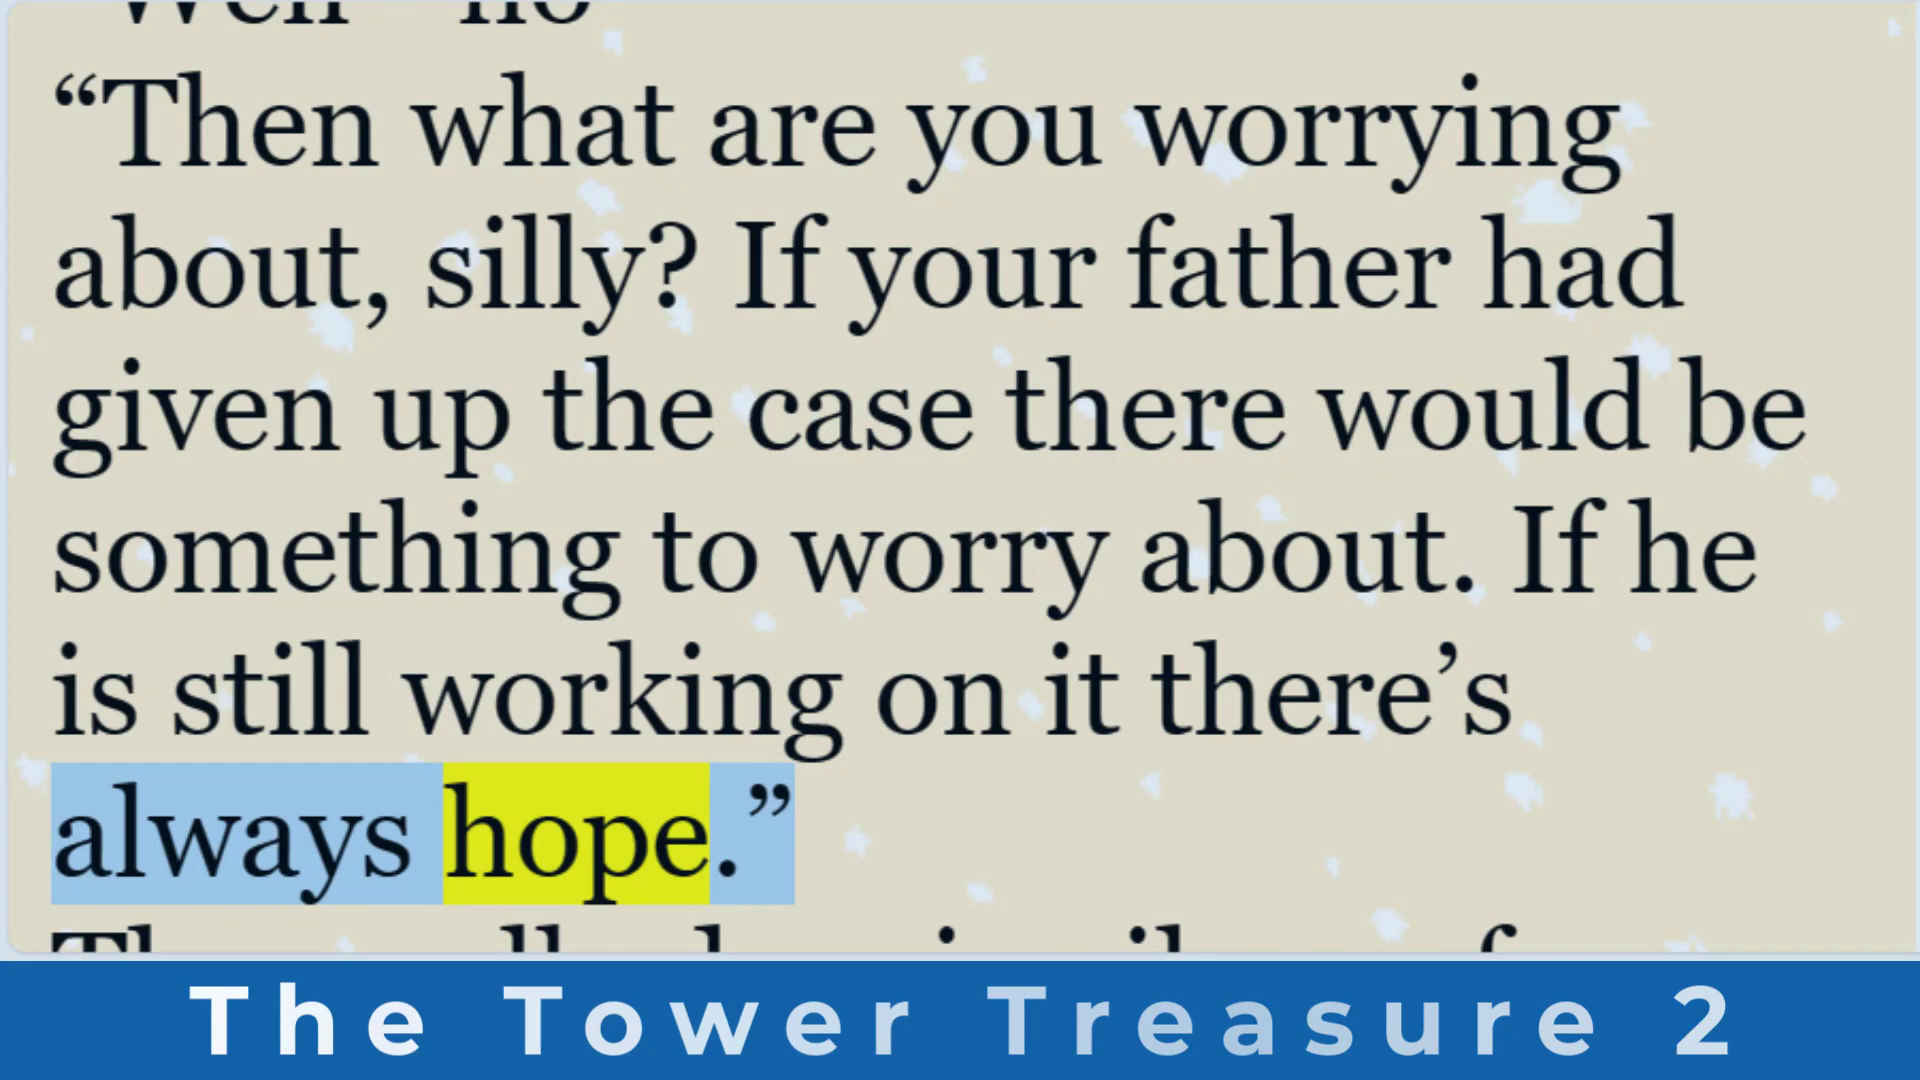 “Then what are you worrying
about, silly? If your father had
given up the case there would be
something to worry about. If he
is still working on it there’s
always hope.”
The Tower Treasure 2